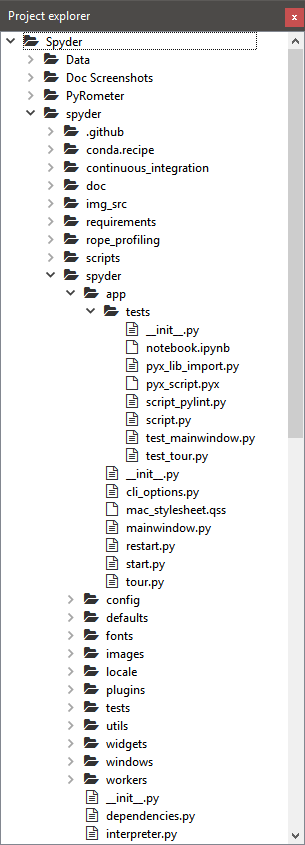 Project explorer
Spyder
Data
Doc Screenshots
PyRometer
spyder
.github
conda.recipe
continuous_integration
doc
img_src
requirements
rope_profiling
scripts
spyder
app
tests
__init__.py
notebook.ipynb
pyx_lib_import.py
pyx_script.pyx
script_pylint.py
script.py
test_mainwindow.py
test_tour.py
__init__.py
cli_options.py
mac_stylesheet.qss
mainwindow.py
restart.py
start.py
tour.py
config
defaults
fonts
images
locale
plugins
tests
utils
widgets
windows
workers
__init__.py
dependencies.py
interpreter.py